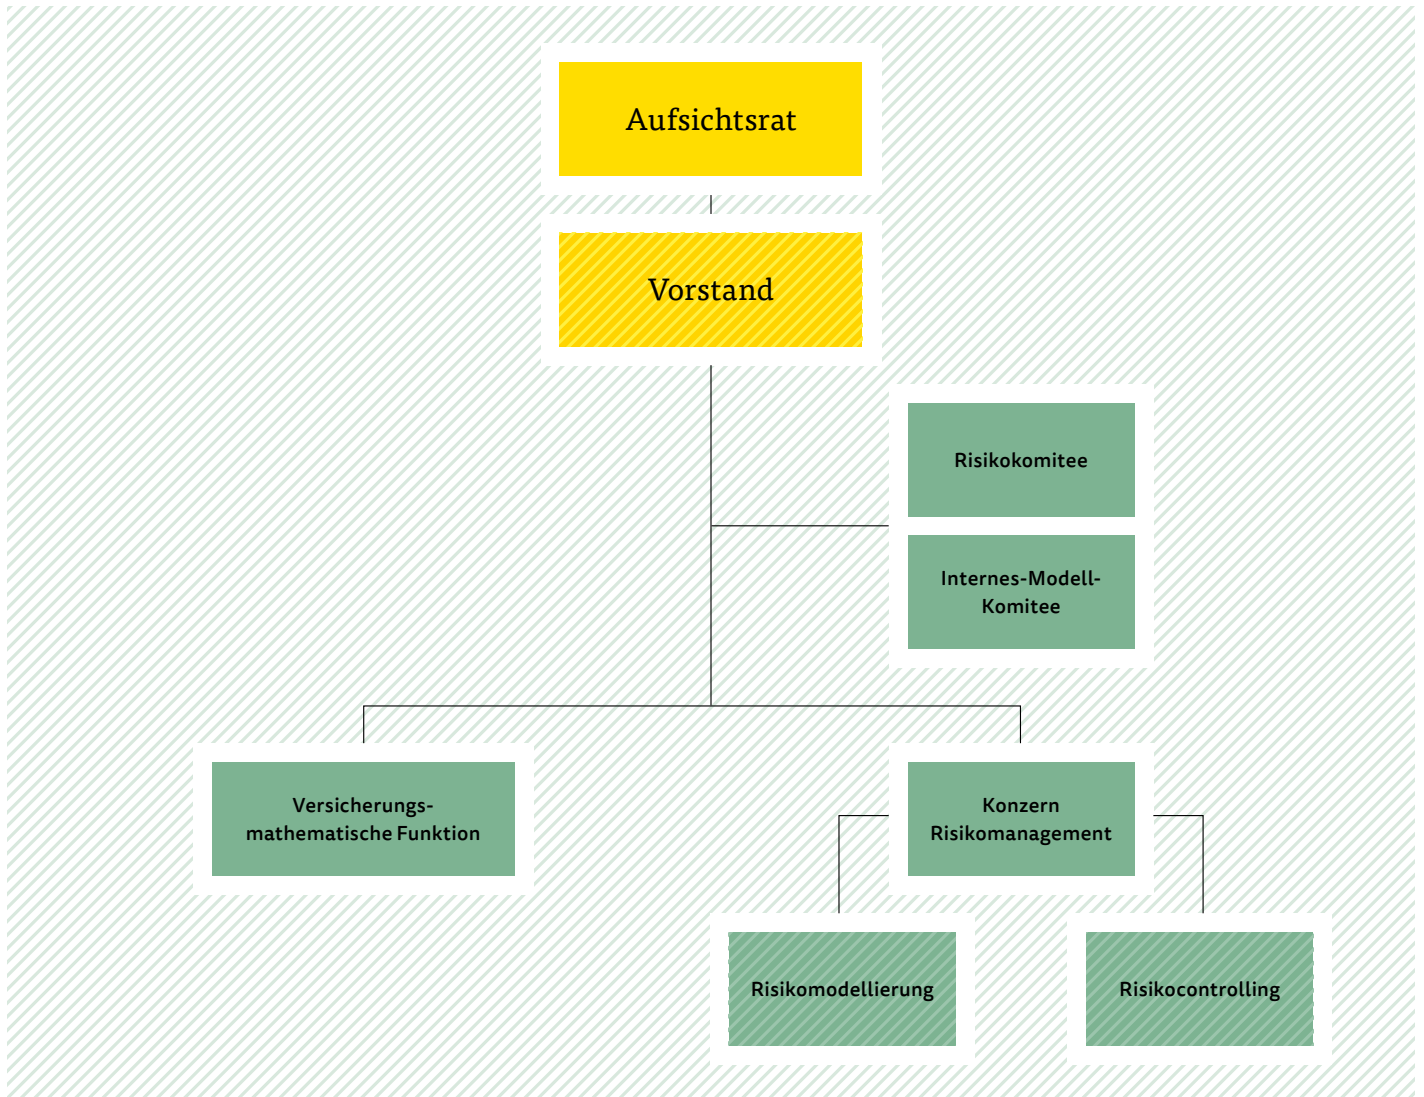 Aufsichtsrat
Vorstand
Risikokomitee
Internes-Modell-
Komitee
Versicherungs-
mathematische Funktion
Konzern
Risikomanagement
Risikomodellierung
Risikocontrolling